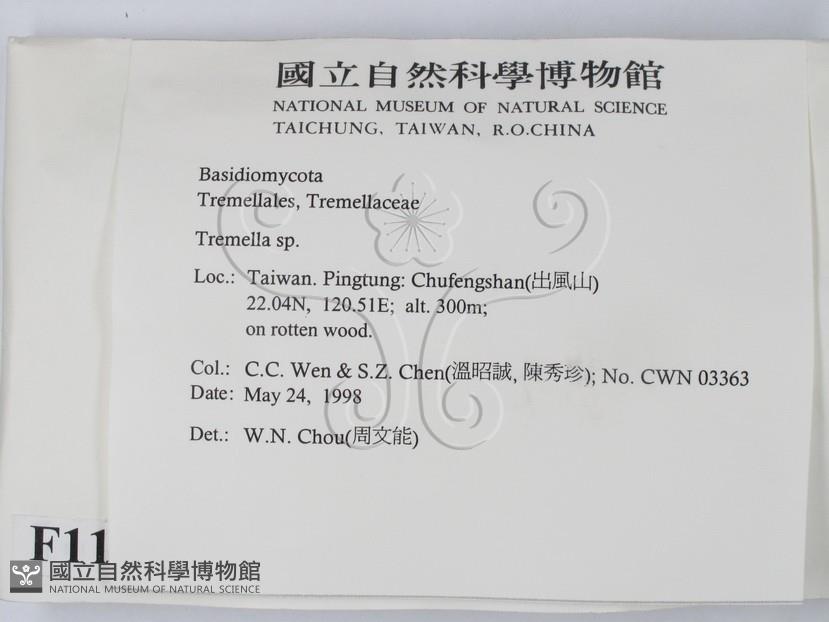 國立自然科學博物館
NATIONAL MUSEUM OF NATURAL SCIENCE
TAICHUNG, TAIWAN, R.O.CHINA
Basidiomycota
Tremellales, Tremellaceae
Tremella sp.
Loc.: Taiwan. Pingtung: Chufengshan(出風山)
22.04N, 120.51E; alt. 300m;
on rotten wood.
Col.: C.C. Wen & S.Z. Chen(溫昭誠, 陳秀珍); No. CWN 03363
Date: May 24, 1998
Det.: W.N. Chou(周文能)
F11
國立自然科學博物館
NATIONAL MUSEUM OF NATURAL SCIENCE